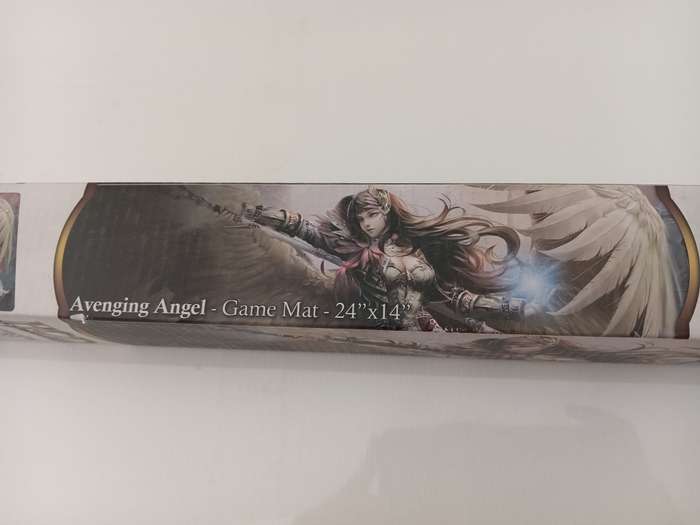 Avenging Angel - Game Mat - 24”x14”